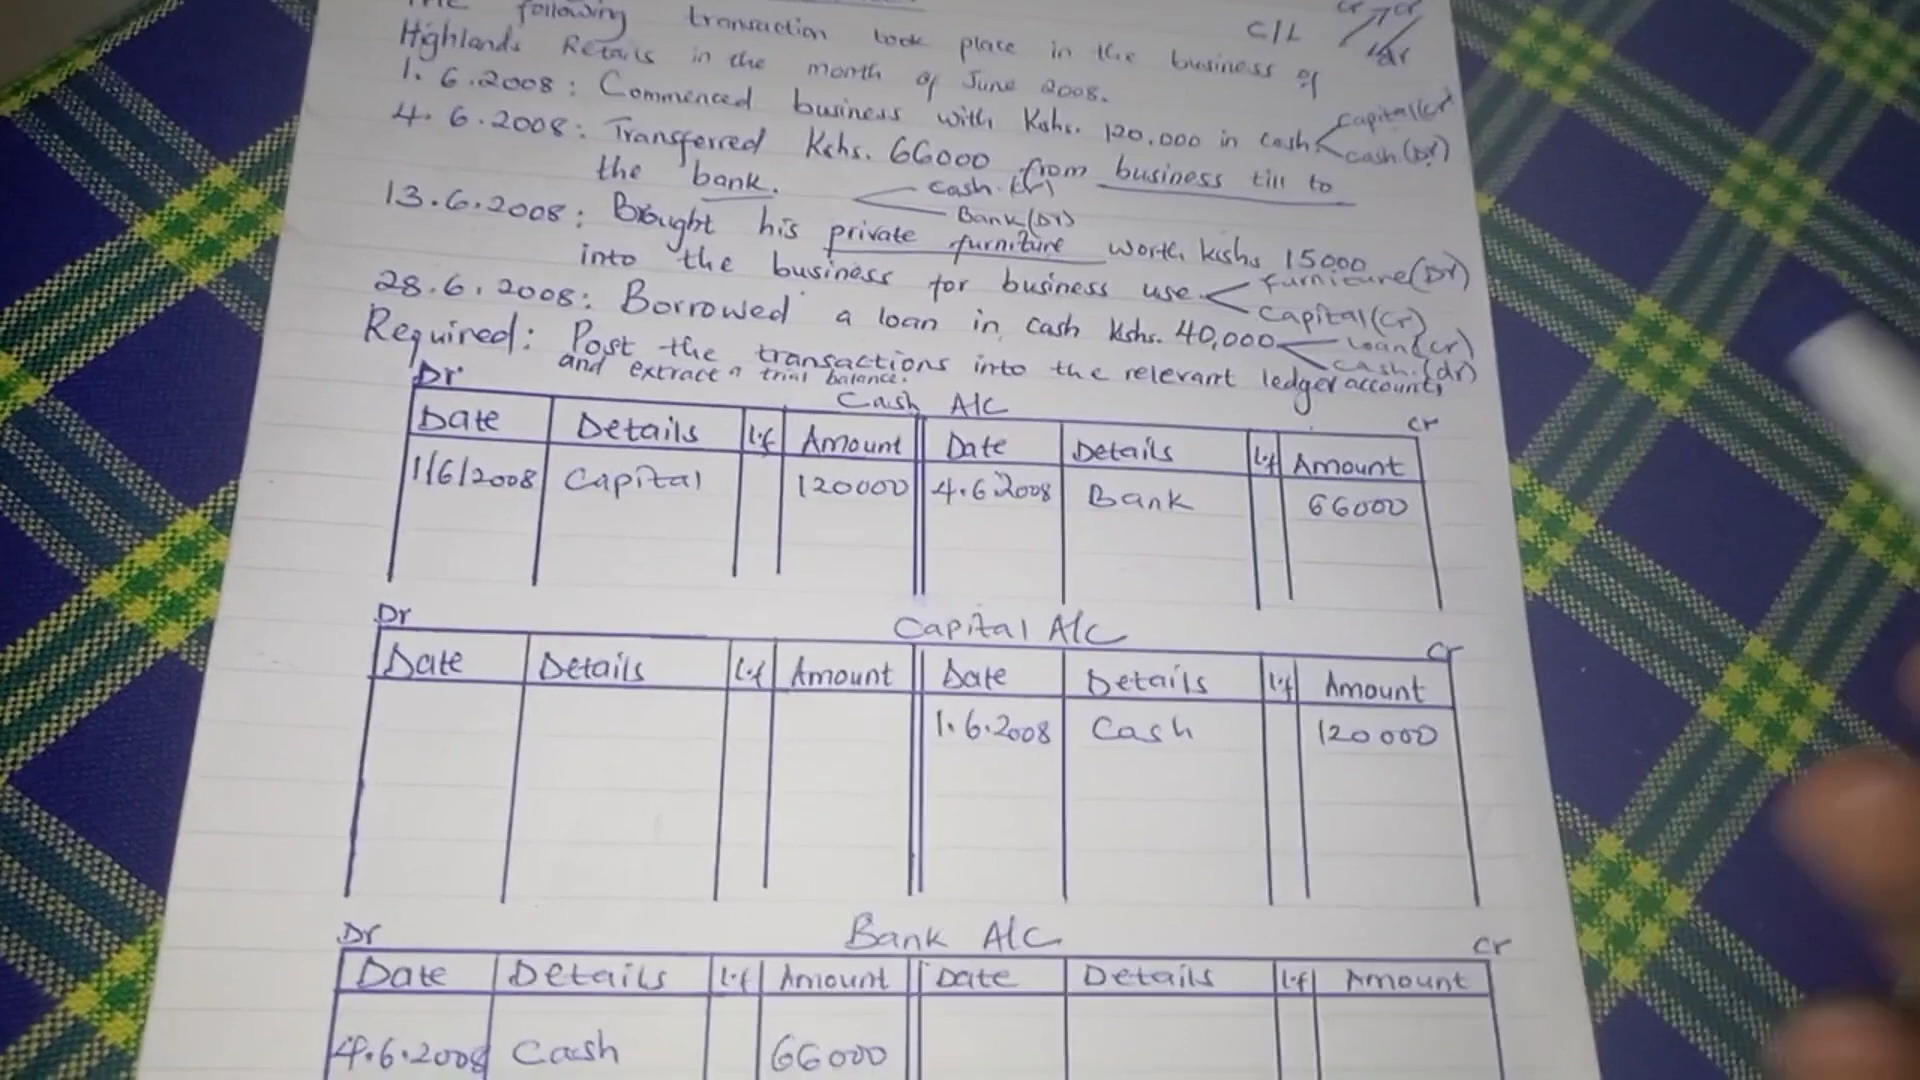 following transaction took place in the business of
Highlands Retails in the month of June 2008.
C/L Cr Cr
dr
1. 6.2008: Commenced business with Kshs. 120,000 in cash capital(cr)
cash.(Dr)
4. 6.2008: Transferred Kshs. 66000 from business till to
the bank. cash.(cr)
Bank(Dr)
13.6.2008: Brought his private furniture worth kshs 15000
into the business for business use furniture(Dr)
Capital(Cr)
28.6.2008: Borrowed a loan in cash kshs. 40,000 loan(cr)
cash.(dr)
Required: Post the transactions into the relevant ledger accounts
and extract a trial balance.
Dr Cash A/C cr
Date Details l.f Amount Date Details l.f Amount
1/6/2008 Capital 120000 4.6.2008 Bank 66000
Dr Capital A/C Cr
Date Details l.f Amount Date Details l.f Amount
1.6.2008 Cash 120000
Dr Bank A/C cr
Date Details l.f Amount Date Details l.f Amount
4.6.2008 Cash 66000